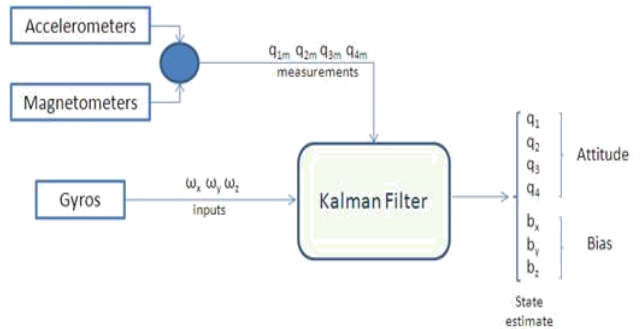 Accelerometers
q1m q2m q3m q4m
measurements
Magnetometers
q1
q2
q3
q4
Attitude
ωx ωy ωz
Gyros
inputs
Kalman Filter
bx
by
bz
Bias
State
estimate